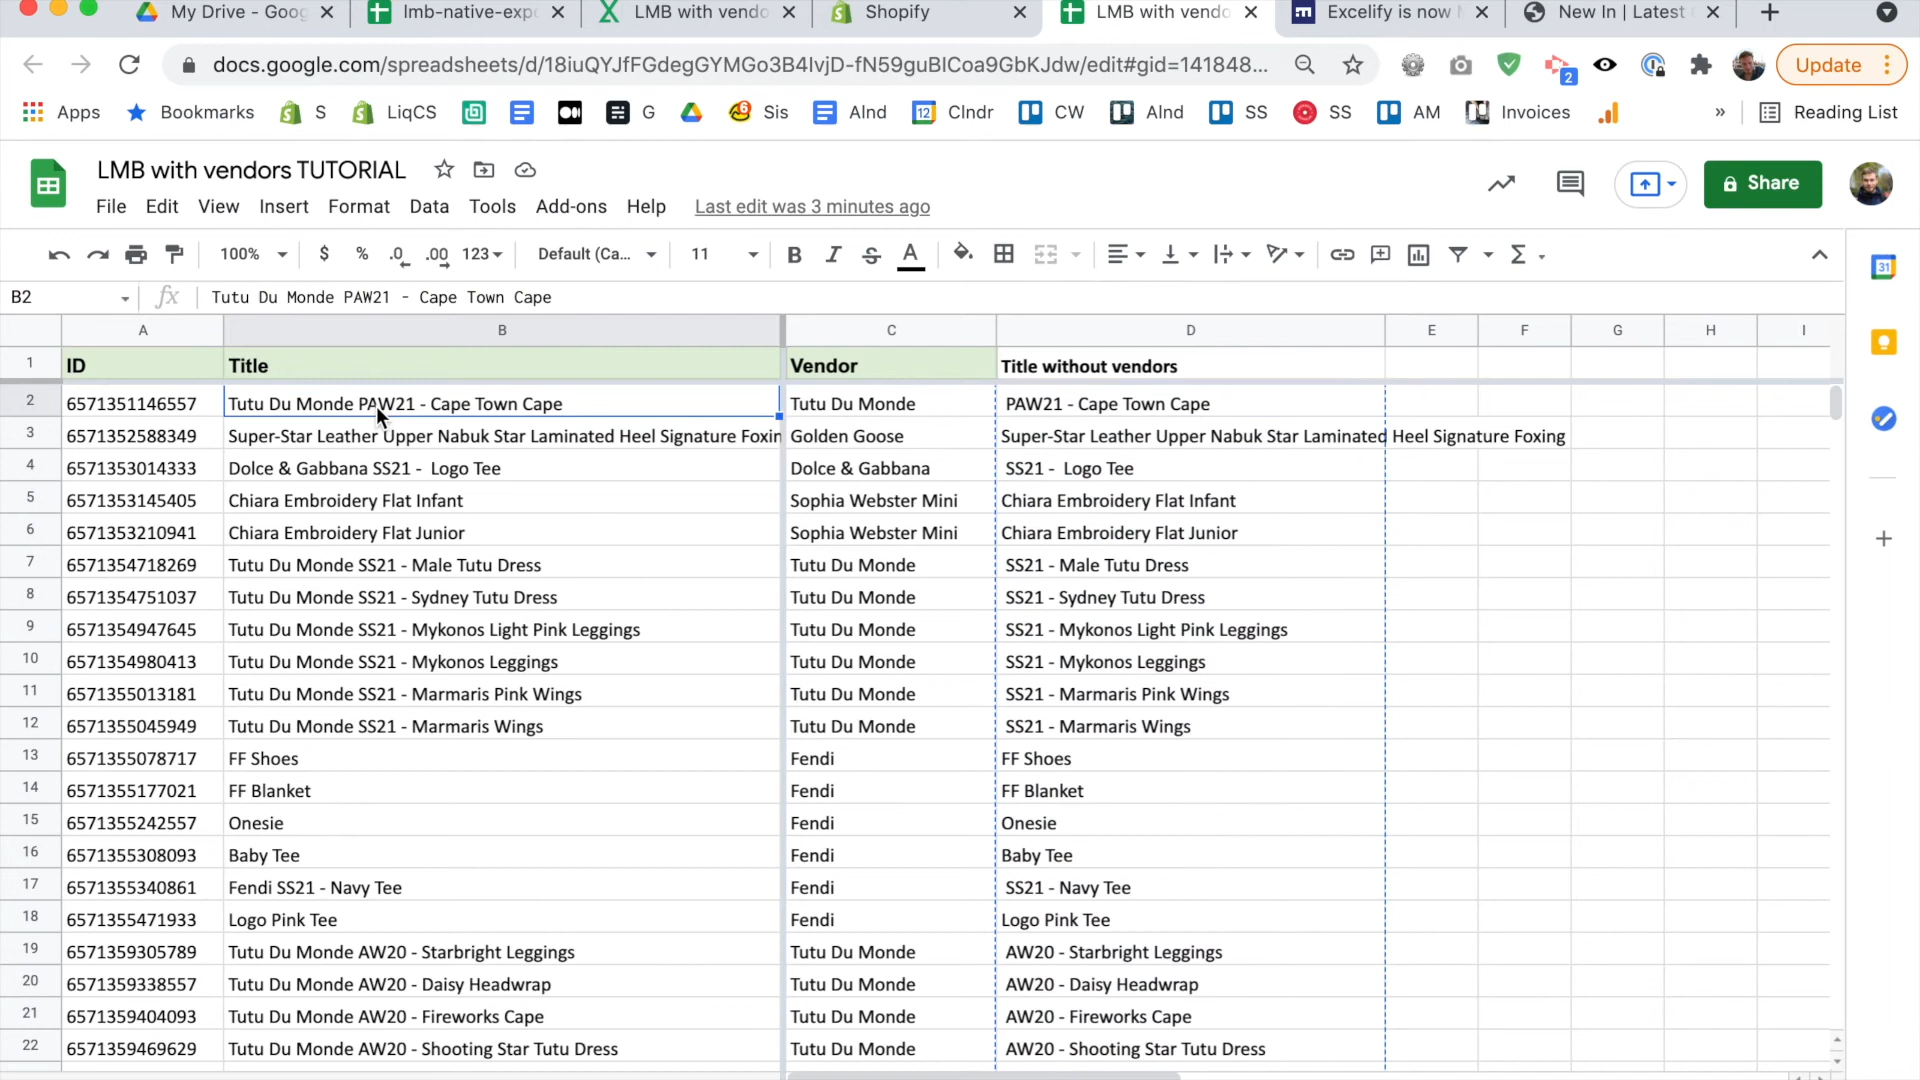 My Drive - Goog
lmb-native-expo
LMB with vendo
Shopify
LMB with vendo
Excelify is now M
New In | Latest
docs.google.com/spreadsheets/d/18iuQYJfFGdegGYMGo3B4IvjD-fN59guBlCoa9GbKJdw/edit#gid=141848...
2
Update
Apps
Bookmarks
S
LiqCS
G
6
Sis
AInd
12
Clndr
CW
AInd
SS
SS
AM
Invoices
»
Reading List
LMB with vendors TUTORIAL
Share
File Edit View Insert Format Data Tools Add-ons Help Last edit was 3 minutes ago
100% $ % .0 .00 123 Default (Ca... 11 B I S A Σ
31
B2 fx Tutu Du Monde PAW21 - Cape Town Cape
A B C D E F G H I
1 ID Title Vendor Title without vendors
2 6571351146557 Tutu Du Monde PAW21 - Cape Town Cape Tutu Du Monde PAW21 - Cape Town Cape
3 6571352588349 Super-Star Leather Upper Nabuk Star Laminated Heel Signature Foxin Golden Goose Super-Star Leather Upper Nabuk Star Laminated Heel Signature Foxing
4 6571353014333 Dolce & Gabbana SS21 -  Logo Tee Dolce & Gabbana SS21 -  Logo Tee
5 6571353145405 Chiara Embroidery Flat Infant Sophia Webster Mini Chiara Embroidery Flat Infant
6 6571353210941 Chiara Embroidery Flat Junior Sophia Webster Mini Chiara Embroidery Flat Junior
7 6571354718269 Tutu Du Monde SS21 - Male Tutu Dress Tutu Du Monde SS21 - Male Tutu Dress
8 6571354751037 Tutu Du Monde SS21 - Sydney Tutu Dress Tutu Du Monde SS21 - Sydney Tutu Dress
9 6571354947645 Tutu Du Monde SS21 - Mykonos Light Pink Leggings Tutu Du Monde SS21 - Mykonos Light Pink Leggings
10 6571354980413 Tutu Du Monde SS21 - Mykonos Leggings Tutu Du Monde SS21 - Mykonos Leggings
11 6571355013181 Tutu Du Monde SS21 - Marmaris Pink Wings Tutu Du Monde SS21 - Marmaris Pink Wings
12 6571355045949 Tutu Du Monde SS21 - Marmaris Wings Tutu Du Monde SS21 - Marmaris Wings
13 6571355078717 FF Shoes Fendi FF Shoes
14 6571355177021 FF Blanket Fendi FF Blanket
15 6571355242557 Onesie Fendi Onesie
16 6571355308093 Baby Tee Fendi Baby Tee
17 6571355340861 Fendi SS21 - Navy Tee Fendi SS21 - Navy Tee
18 6571355471933 Logo Pink Tee Fendi Logo Pink Tee
19 6571359305789 Tutu Du Monde AW20 - Starbright Leggings Tutu Du Monde AW20 - Starbright Leggings
20 6571359338557 Tutu Du Monde AW20 - Daisy Headwrap Tutu Du Monde AW20 - Daisy Headwrap
21 6571359404093 Tutu Du Monde AW20 - Fireworks Cape Tutu Du Monde AW20 - Fireworks Cape
22 6571359469629 Tutu Du Monde AW20 - Shooting Star Tutu Dress Tutu Du Monde AW20 - Shooting Star Tutu Dress